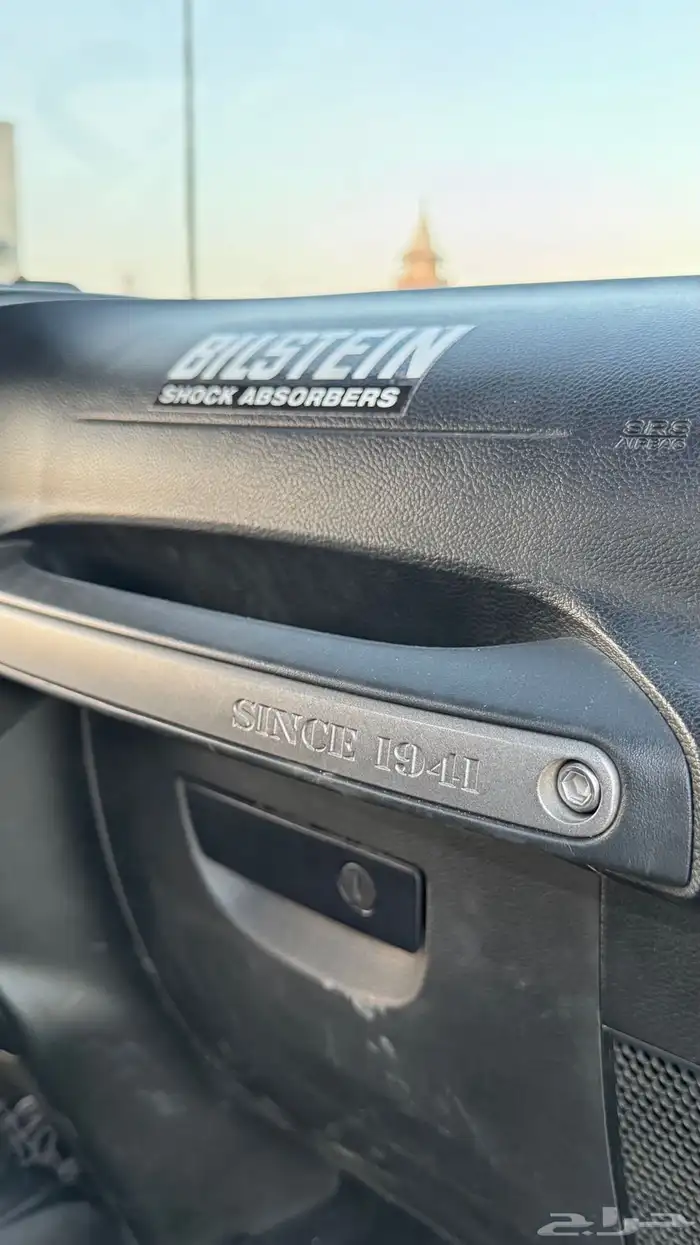 BILSTEIN
SHOCK ABSORBERS
SRS
AIRBAG
SINCE 1941
حراج